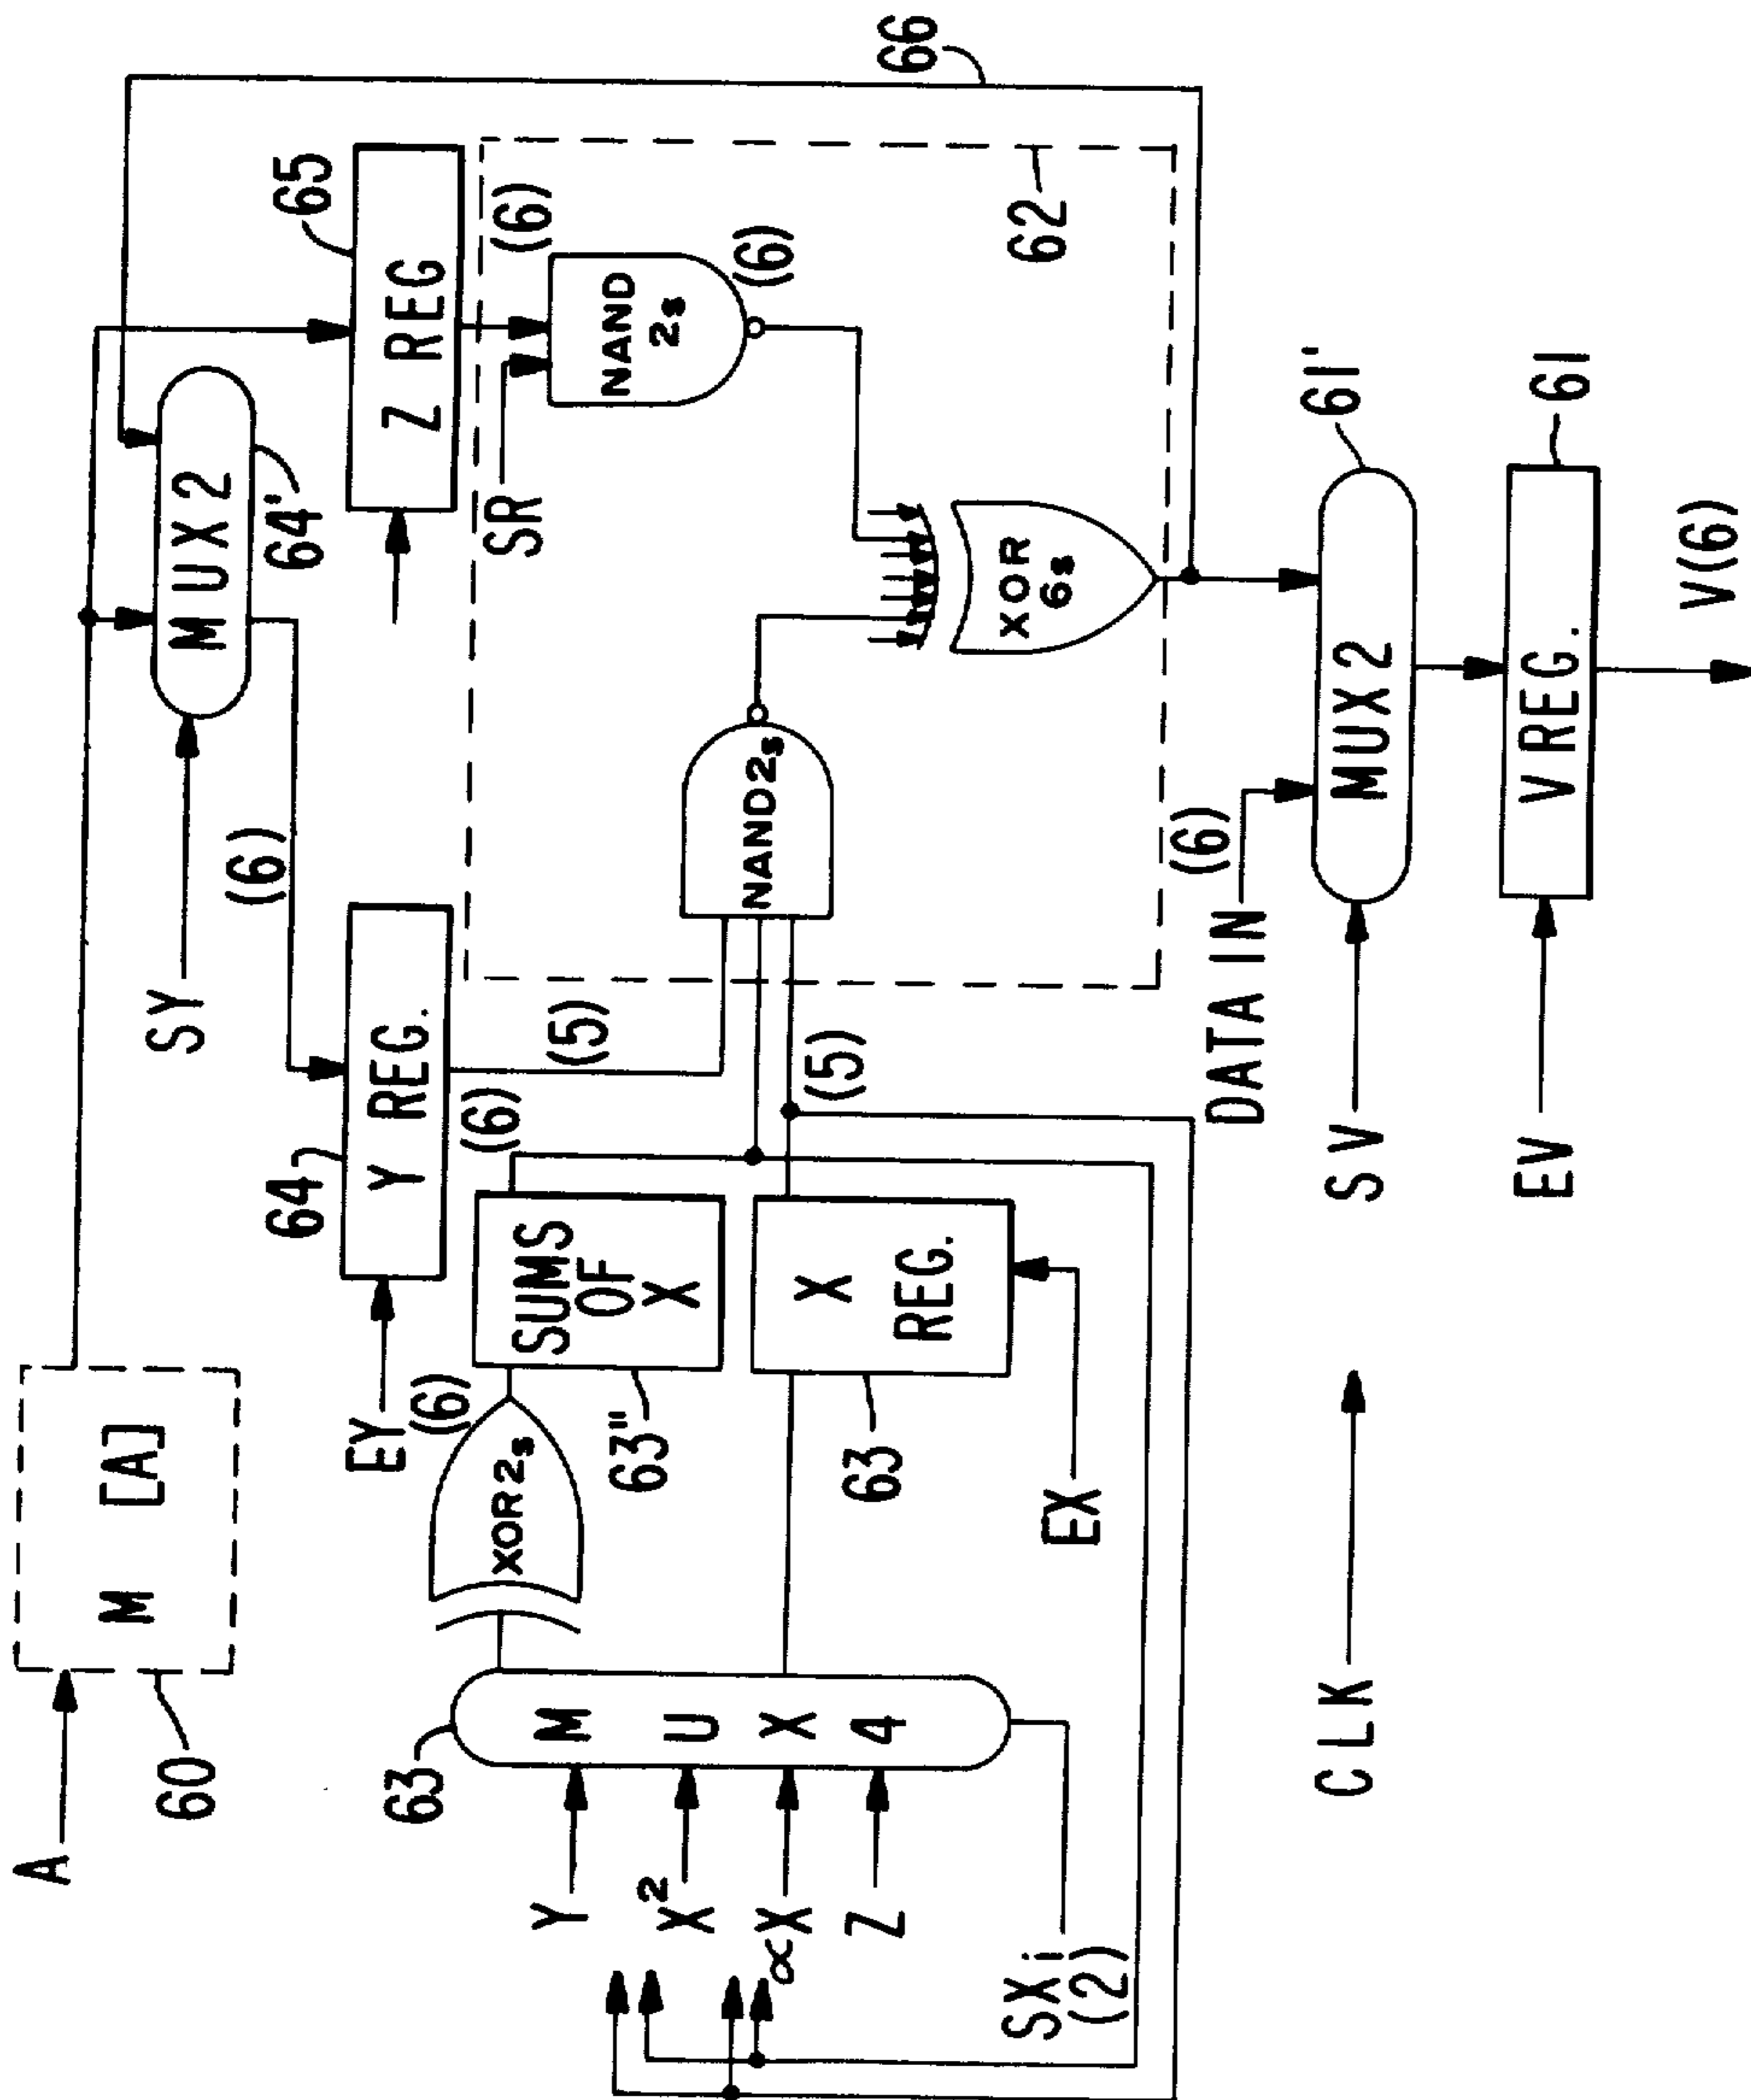 A
60
M [A]
66
SY
MUX2
64'
(6)
65
Z REG
(6)
SR
NAND
2s
(6)
62
64
Y REG.
EY
(6)
(5)
NAND2s
XOR
6s
63
M
U
X
4
Y
X²
∝X
Z
SXi
(2)
XOR2s
(6)
SUMS
OF
X
63"
X
REG.
63'
EX
(5)
DATA IN
(6)
SV
MUX2
61'
EV
V REG.
61
V(6)
CLK